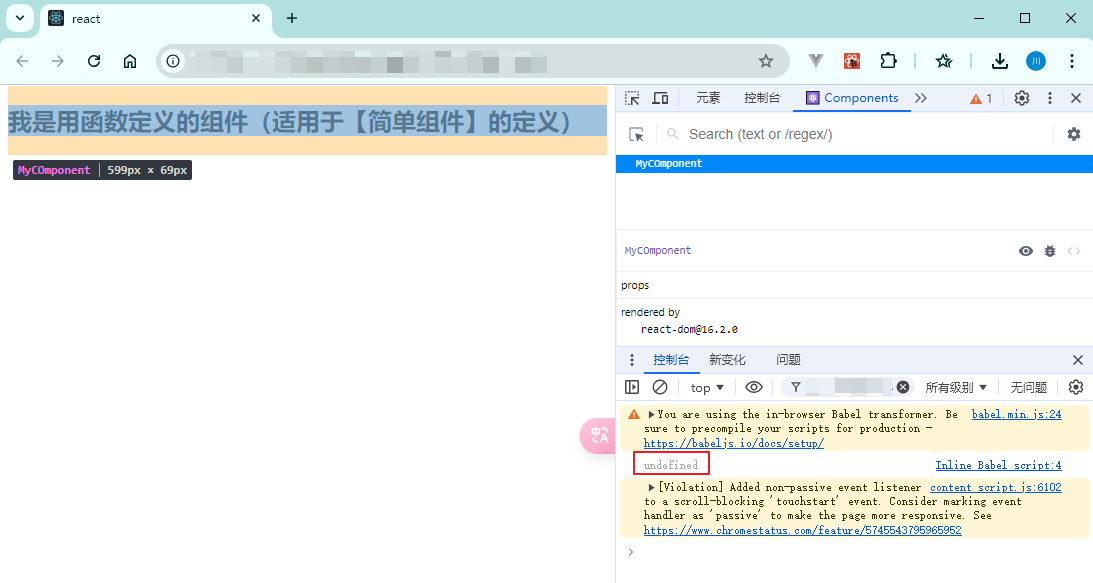 react
元素
控制台
Components
1
川
我是用函数定义的组件（适用于【简单组件】的定义）
MyCOmponent
599px × 69px
Search (text or /regex/)
MyCOmponent
MyCOmponent
props
rendered by
react-dom@16.2.0
控制台
新变化
问题
top
所有级别
无问题
You are using the in-browser Babel transformer. Be babel.min.js:24
sure to precompile your scripts for production -
https://babeljs.io/docs/setup/
undefined Inline Babel script:4
[Violation] Added non-passive event listener content script.js:6102
to a scroll-blocking 'touchstart' event. Consider marking event
handler as 'passive' to make the page more responsive. See
https://www.chromestatus.com/feature/5745543795965952
中A